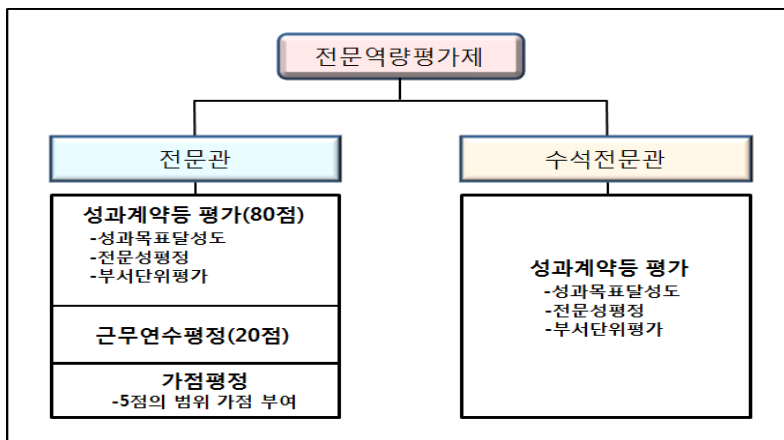 전문역량평가제
전문관
수석전문관
성과계약등 평가(80점)
-성과목표달성도
-전문성평정
-부서단위평가
근무연수평정(20점)
가점평정
-5점의 범위 가점 부여
성과계약등 평가
-성과목표달성도
-전문성평정
-부서단위평가